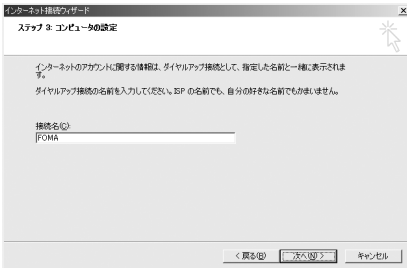 インターネット接続ウィザード
ステップ 3: コンピュータの設定
インターネットのアカウントに関する情報は、ダイヤルアップ接続として、指定した名前と一緒に表示されま
す。
ダイヤルアップ接続の名前を入力してください。ISP の名前でも、自分の好きな名前でもかまいません。
接続名(C):
FOMA
< 戻る(B)
次へ(N) >
キャンセル